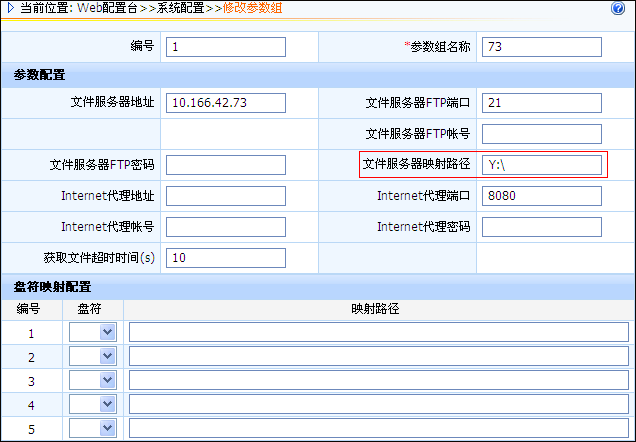 当前位置: Web配置台>>系统配置>>修改参数组
编号 1 *参数组名称 73
参数配置
文件服务器地址 10.166.42.73 文件服务器FTP端口 21
文件服务器FTP帐号
文件服务器FTP密码 文件服务器映射路径 Y:\
Internet代理地址 Internet代理端口 8080
Internet代理帐号 Internet代理密码
获取文件超时时间(s) 10
盘符映射配置
编号 盘符 映射路径
1
2
3
4
5